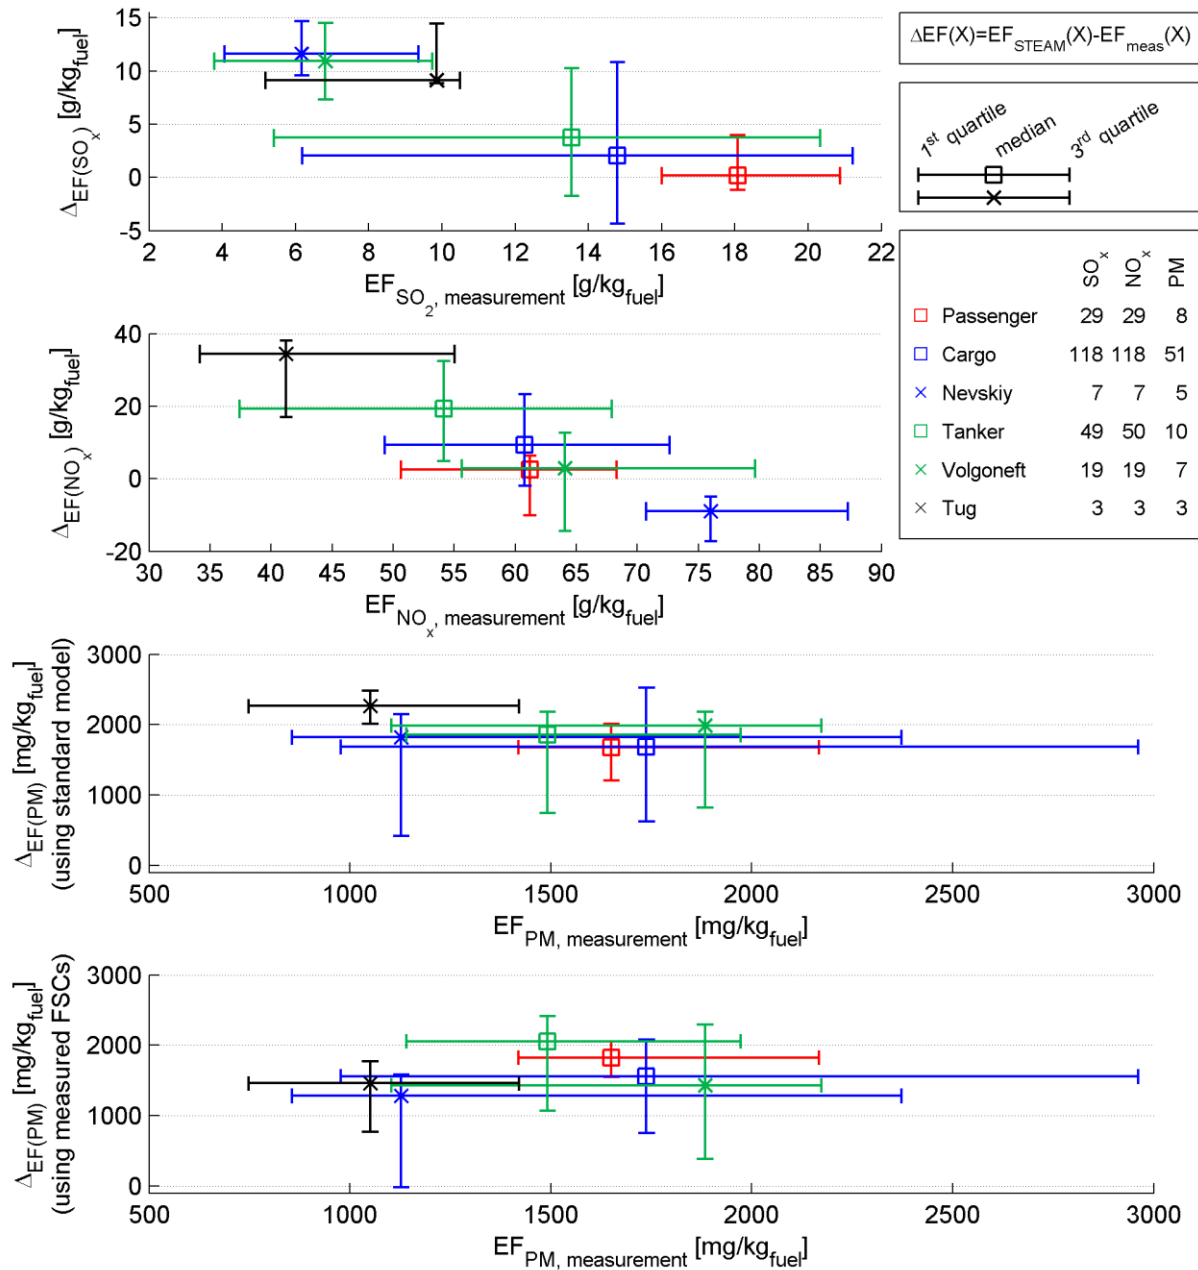 15
10
5
0
-5
Δ_EF(SO_x) [g/kg_fuel]
2 4 6 8 10 12 14 16 18 20 22
EF_SO_2, measurement [g/kg_fuel]
ΔEF(X)=EF_STEAM(X)-EF_meas(X)
1st quartile
median
3rd quartile
SO_x NO_x PM
Passenger 29 29 8
Cargo 118 118 51
Nevskiy 7 7 5
Tanker 49 50 10
Volgoneft 19 19 7
Tug 3 3 3
40
20
0
-20
Δ_EF(NO_x) [g/kg_fuel]
30 35 40 45 50 55 60 65 70 75 80 85 90
EF_NO_x, measurement [g/kg_fuel]
3000
2000
1000
0
Δ_EF(PM) [mg/kg_fuel]
(using standard model)
500 1000 1500 2000 2500 3000
EF_PM, measurement [mg/kg_fuel]
3000
2000
1000
0
Δ_EF(PM) [mg/kg_fuel]
(using measured FSCs)
500 1000 1500 2000 2500 3000
EF_PM, measurement [mg/kg_fuel]